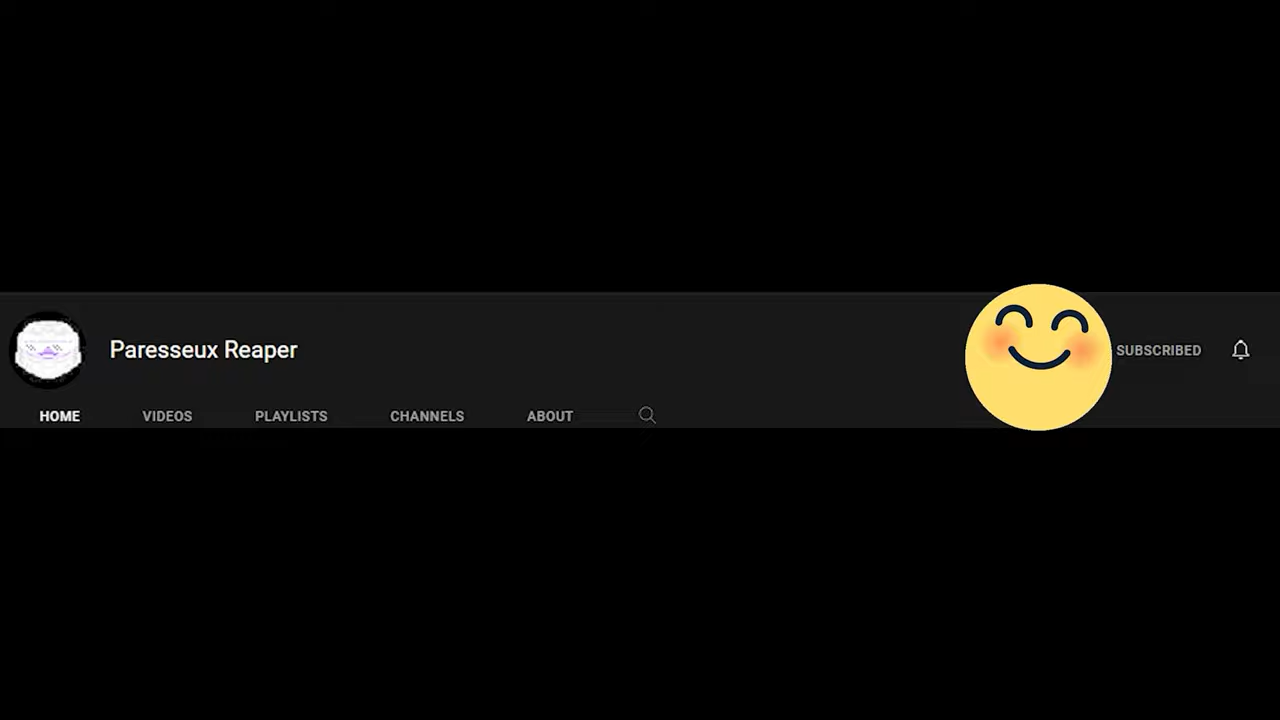 Paresseux Reaper
SUBSCRIBED
HOME VIDEOS PLAYLISTS CHANNELS ABOUT